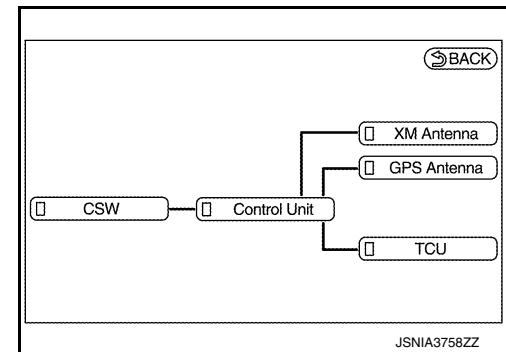 BACK
XM Antenna
GPS Antenna
CSW
Control Unit
TCU
JSNIA3758ZZ